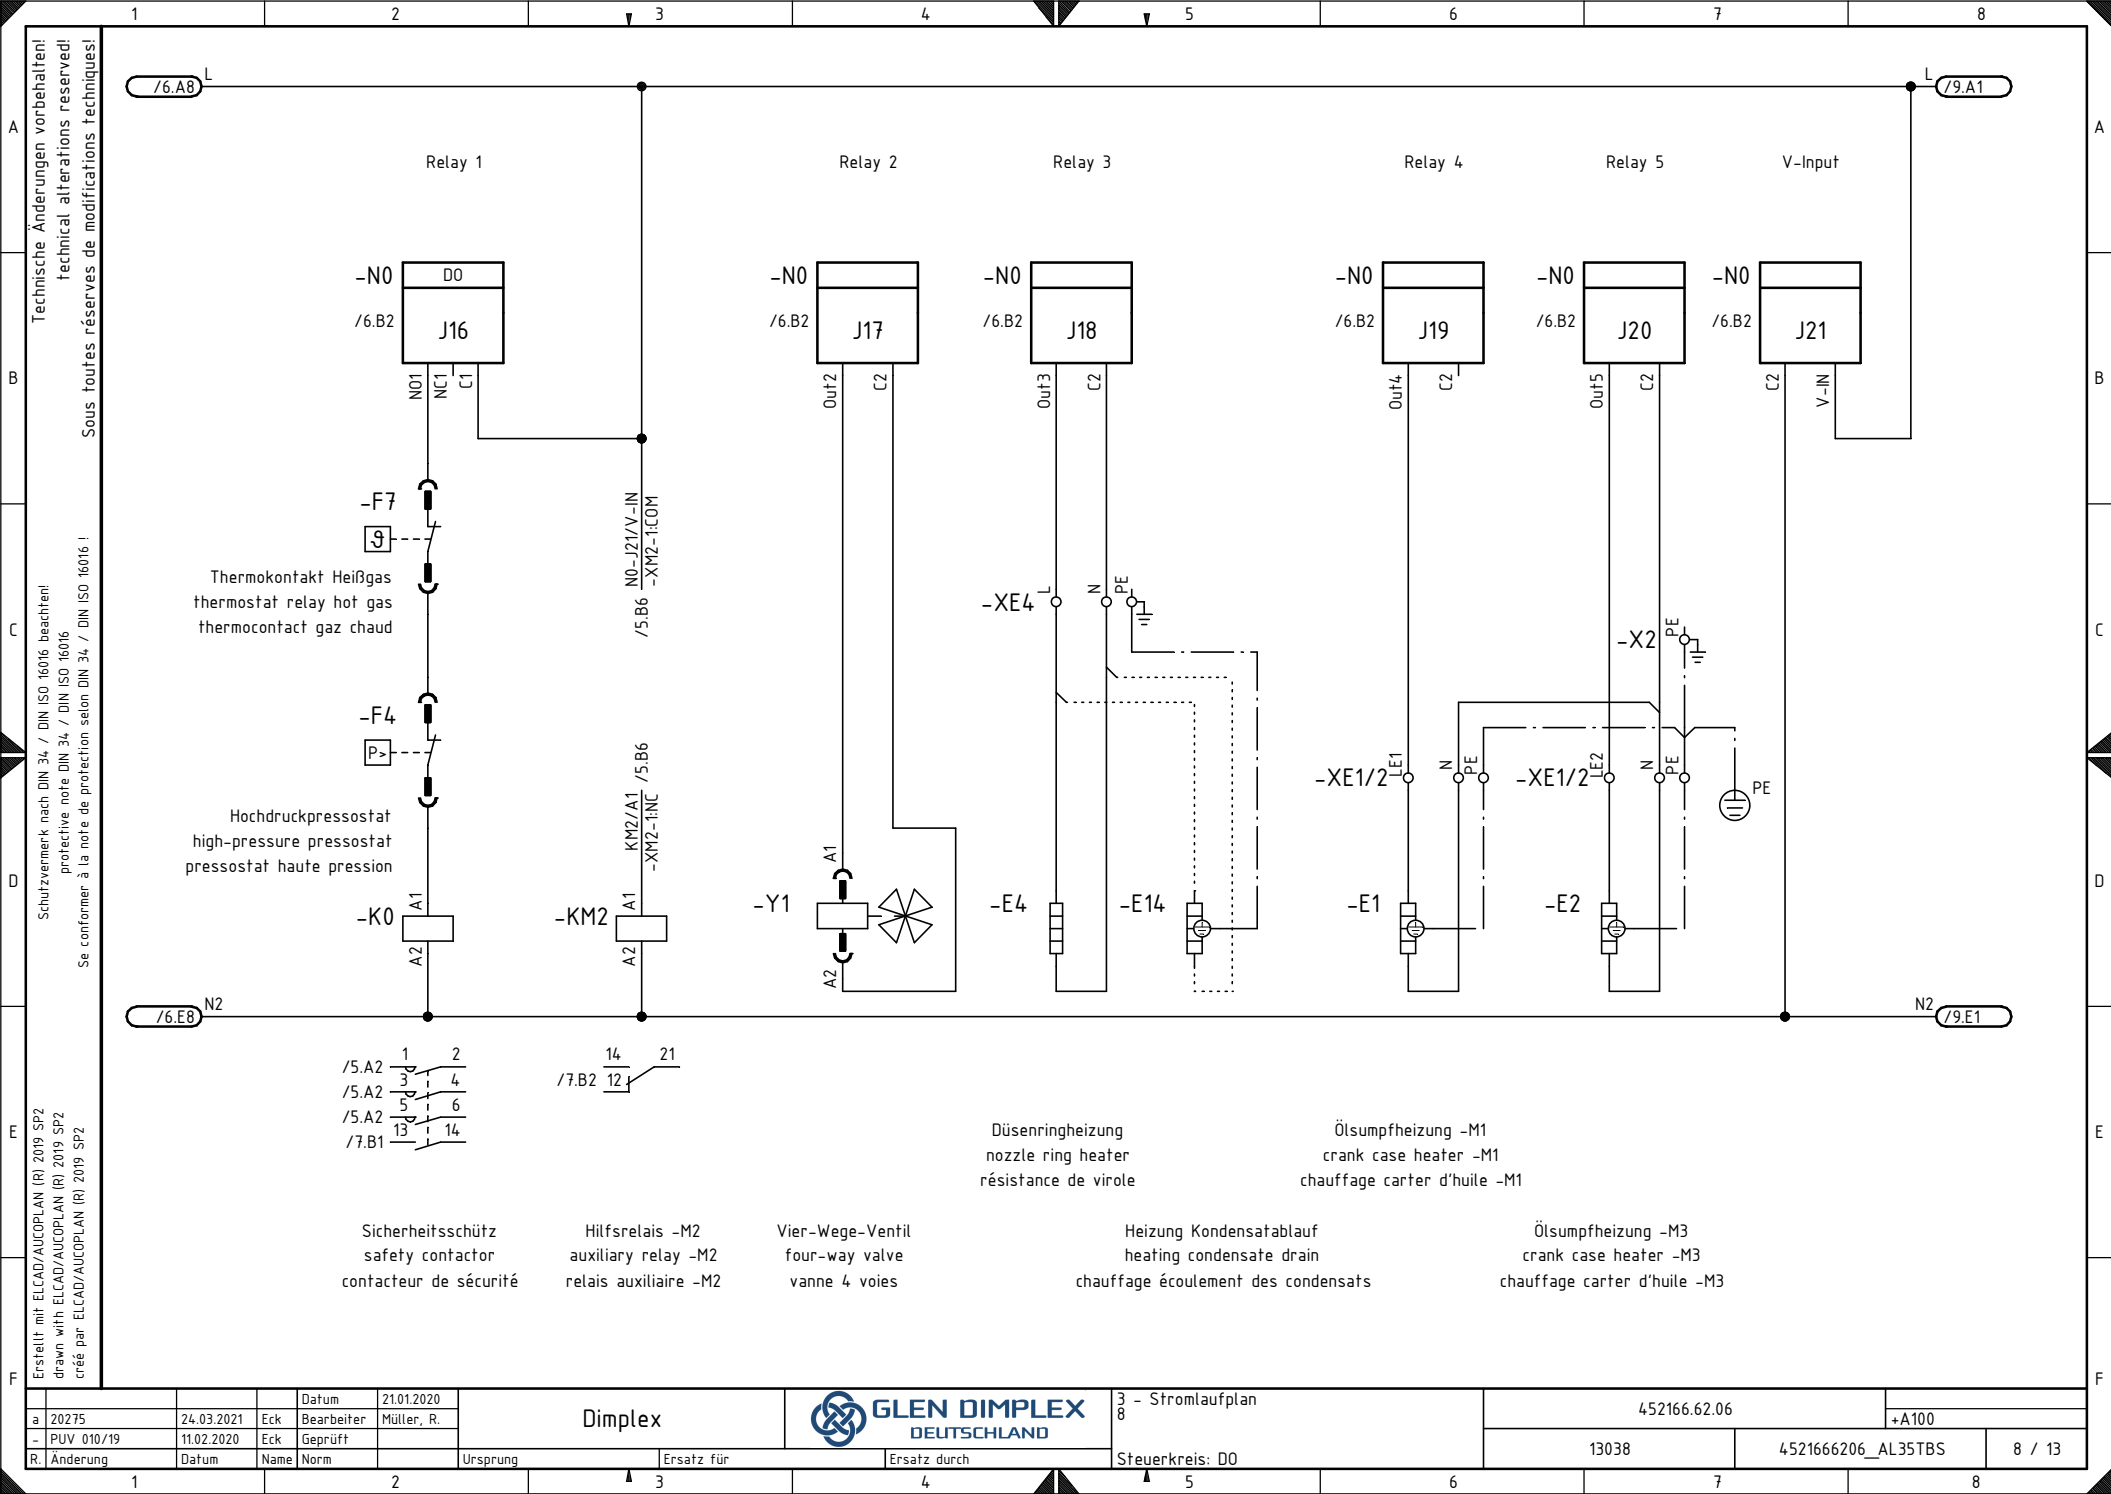 1 2 3 4 5 6 7 8
Technische Änderungen vorbehalten!
technical alterations reserved!
Sous toutes réserves de modifications techniques!
Schutzvermerk nach DIN 34 / DIN ISO 16016 beachten!
protective note DIN 34 / DIN ISO 16016
Se conformer à la note de protection selon DIN 34 / DIN ISO 16016 !
Erstellt mit ELCAD/AUCOPLAN (R) 2019 SP2
drawn with ELCAD/AUCOPLAN (R) 2019 SP2
créé par ELCAD/AUCOPLAN (R) 2019 SP2
A
B
C
D
E
F
A
B
C
D
E
F
/6.A8 L
L /9.A1
Relay 1 Relay 2 Relay 3 Relay 4 Relay 5 V-Input
-N0 DO -N0 -N0 -N0 -N0 -N0
/6.B2 J16 /6.B2 J17 /6.B2 J18 /6.B2 J19 /6.B2 J20 /6.B2 J21
NO1 NC1 C1 Out2 C2 Out3 C2 Out4 C2 Out5 C2 C2 V-IN
-F7
ϑ
Thermokontakt Heißgas
thermostat relay hot gas
thermocontact gaz chaud
/5.B6 N0-J21/V-IN
-XM2-1:COM
-XE4 L N PE
-X2 PE
-F4
P>
Hochdruckpressostat
high-pressure pressostat
pressostat haute pression
KM2/A1 /5.B6
-XM2-1:NC
-XE1/2 LE1 N PE
-XE1/2 LE2 N PE
PE
-K0 A1 A2
-KM2 A1 A2
-Y1 A1 A2
-E4
-E14
-E1
-E2
/6.E8 N2
N2 /9.E1
/5.A2 1 2
/5.A2 3 4
/5.A2 5 6
/7.B1 13 14
14 21
/7.B2 12
Düsenringheizung
nozzle ring heater
résistance de virole
Ölsumpfheizung -M1
crank case heater -M1
chauffage carter d'huile -M1
Sicherheitsschütz
safety contactor
contacteur de sécurité
Hilfsrelais -M2
auxiliary relay -M2
relais auxiliaire -M2
Vier-Wege-Ventil
four-way valve
vanne 4 voies
Heizung Kondensatablauf
heating condensate drain
chauffage écoulement des condensats
Ölsumpfheizung -M3
crank case heater -M3
chauffage carter d'huile -M3
Datum 21.01.2020
a 20275 24.03.2021 Eck Bearbeiter Müller, R.
- PUV 010/19 11.02.2020 Eck Geprüft
R. Änderung Datum Name Norm
Dimplex
Ursprung Ersatz für Ersatz durch
GLEN DIMPLEX
DEUTSCHLAND
3 - Stromlaufplan
8
Steuerkreis: DO
452166.62.06
+A100
13038 4521666206_AL35TBS 8 / 13
1 2 3 4 5 6 7 8